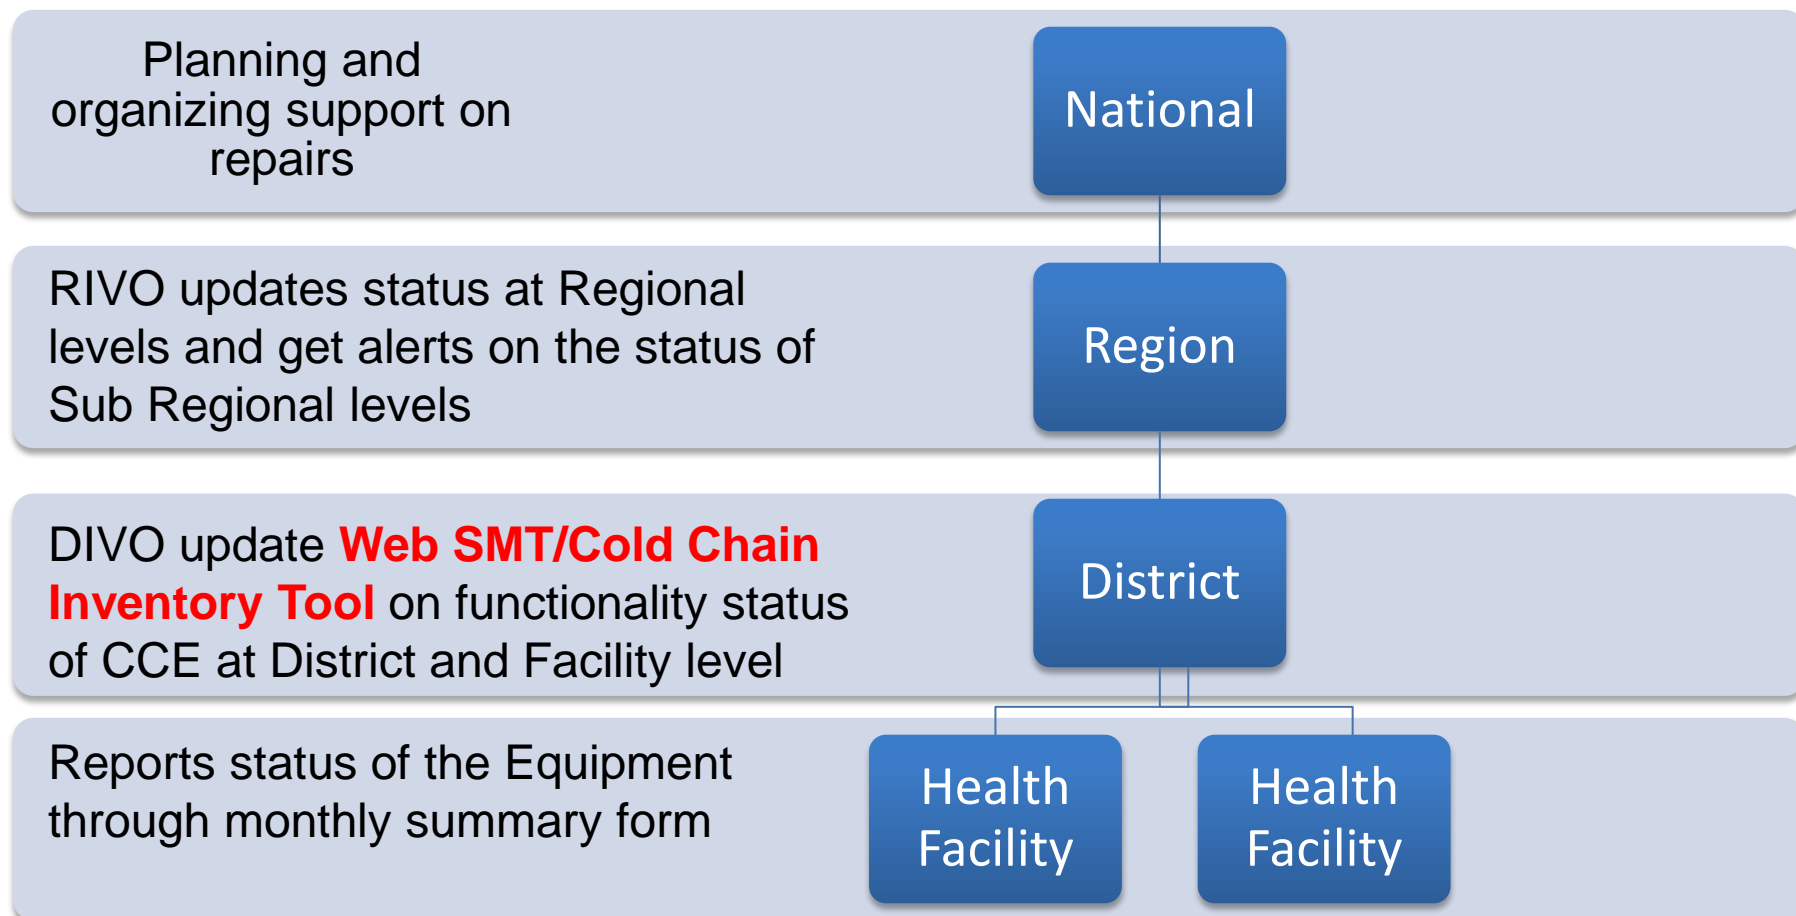 Planning and
organizing support on
repairs
National
RIVO updates status at Regional
levels and get alerts on the status of
Sub Regional levels
Region
DIVO update Web SMT/Cold Chain
Inventory Tool on functionality status
of CCE at District and Facility level
District
Reports status of the Equipment
through monthly summary form
Health
Facility
Health
Facility